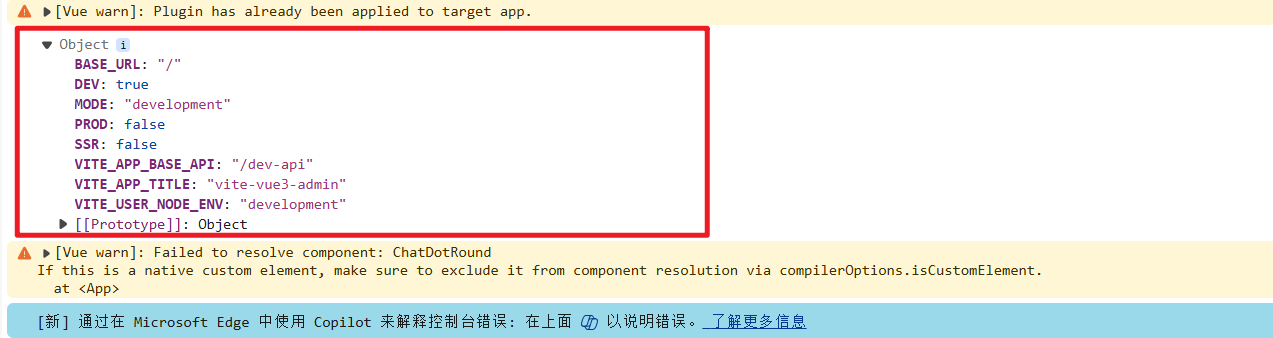 [Vue warn]: Plugin has already been applied to target app.
Object i
BASE_URL: "/"
DEV: true
MODE: "development"
PROD: false
SSR: false
VITE_APP_BASE_API: "/dev-api"
VITE_APP_TITLE: "vite-vue3-admin"
VITE_USER_NODE_ENV: "development"
[[Prototype]]: Object
[Vue warn]: Failed to resolve component: ChatDotRound
If this is a native custom element, make sure to exclude it from component resolution via compilerOptions.isCustomElement.
at <App>
[新] 通过在 Microsoft Edge 中使用 Copilot 来解释控制台错误: 在上面 以说明错误。 了解更多信息